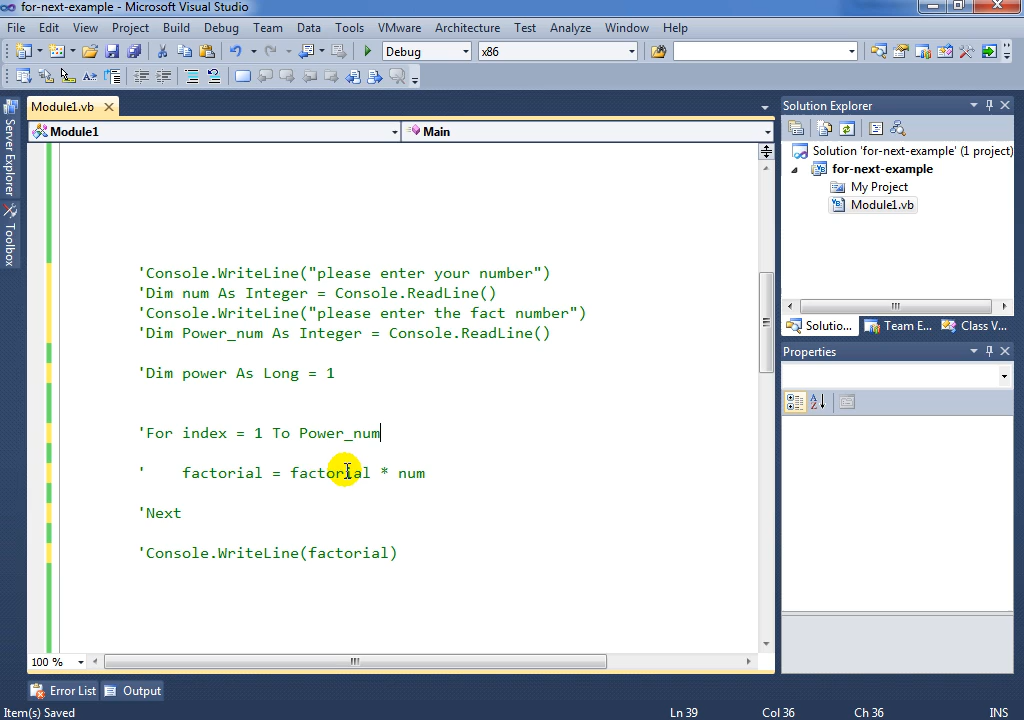 for-next-example - Microsoft Visual Studio
File Edit View Project Build Debug Team Data Tools VMware Architecture Test Analyze Window Help
Debug x86
Module1.vb
Module1 Main
Server Explorer
Toolbox
'Console.WriteLine("please enter your number")
'Dim num As Integer = Console.ReadLine()
'Console.WriteLine("please enter the fact number")
'Dim Power_num As Integer = Console.ReadLine()
'Dim power As Long = 1
'For index = 1 To Power_num
'    factorial = factorial * num
'Next
'Console.WriteLine(factorial)
100 %
Solution Explorer
Solution 'for-next-example' (1 project)
for-next-example
My Project
Module1.vb
Solutio... Team E... Class V...
Properties
Error List Output
Item(s) Saved Ln 39 Col 36 Ch 36 INS